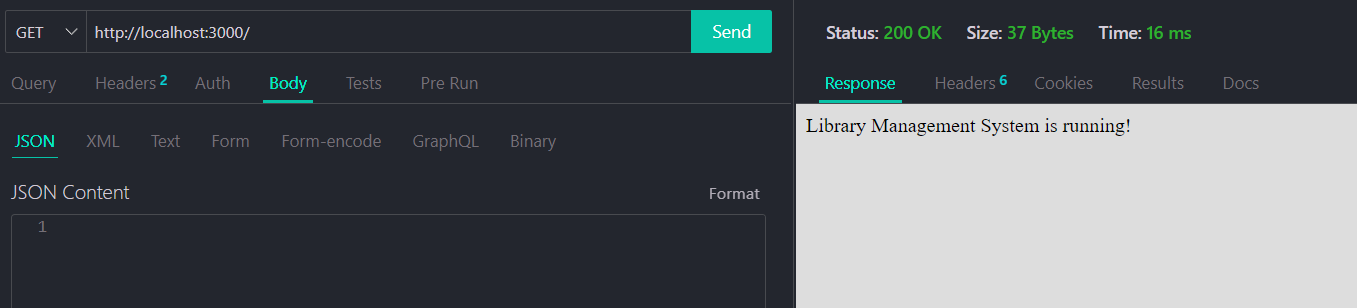 GET http://localhost:3000/ Send
Query Headers 2 Auth Body Tests Pre Run
JSON XML Text Form Form-encode GraphQL Binary
JSON Content Format
1
Status: 200 OK Size: 37 Bytes Time: 16 ms
Response Headers 6 Cookies Results Docs
Library Management System is running!